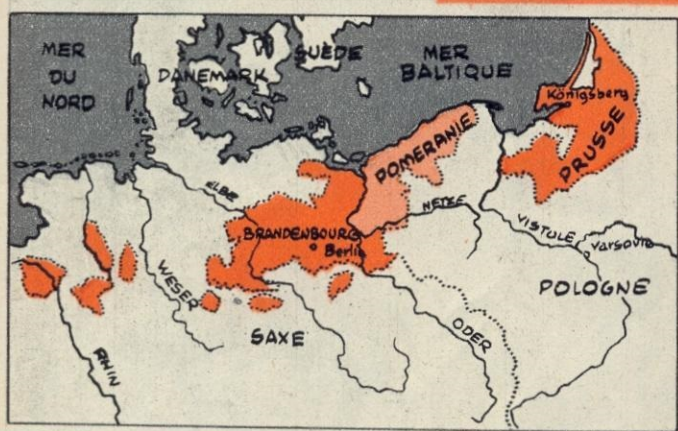 MER
DU
NORD
DANEMARK
SUÈDE
MER
BALTIQUE
Königsberg
PRUSSE
POMERANIE
ELBE
NETZE
BRANDENBOURG
Berlin
VISTULE
Varsovie
WESER
POLOGNE
SAXE
ODER
RHIN